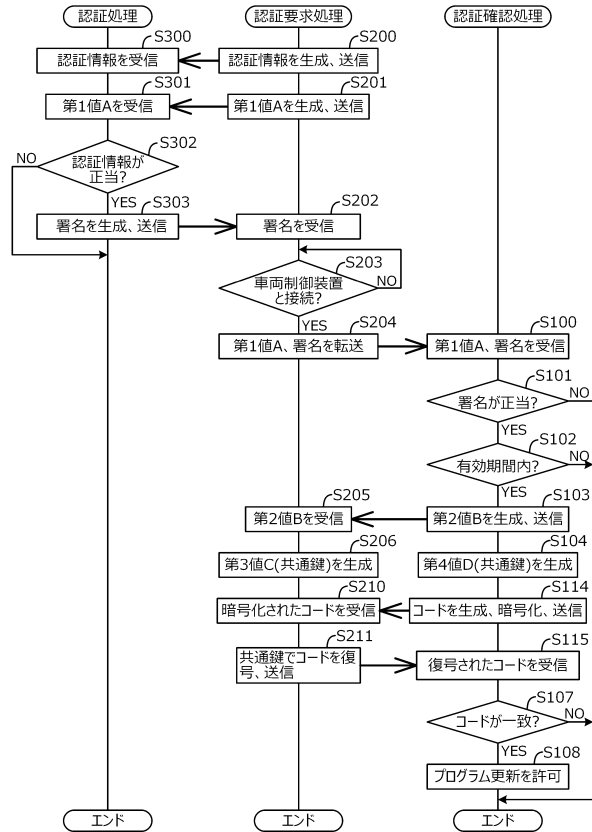 認証処理
認証要求処理
認証確認処理
S300
S200
認証情報を受信
認証情報を生成、送信
S301
S201
第1値Aを受信
第1値Aを生成、送信
S302
NO
認証情報が
正当?
YES
S303
S202
署名を生成、送信
署名を受信
S203
車両制御装置
と接続?
NO
YES
S204
S100
第1値A、署名を転送
第1値A、署名を受信
S101
署名が正当?
NO
YES
S102
有効期間内?
NO
YES
S205
S103
第2値Bを受信
第2値Bを生成、送信
S206
S104
第3値C(共通鍵)を生成
第4値D(共通鍵)を生成
S210
S114
暗号化されたコードを受信
コードを生成、暗号化、送信
S211
S115
共通鍵でコードを復
号、送信
復号されたコードを受信
S107
コードが一致?
NO
YES
S108
プログラム更新を許可
エンド
エンド
エンド